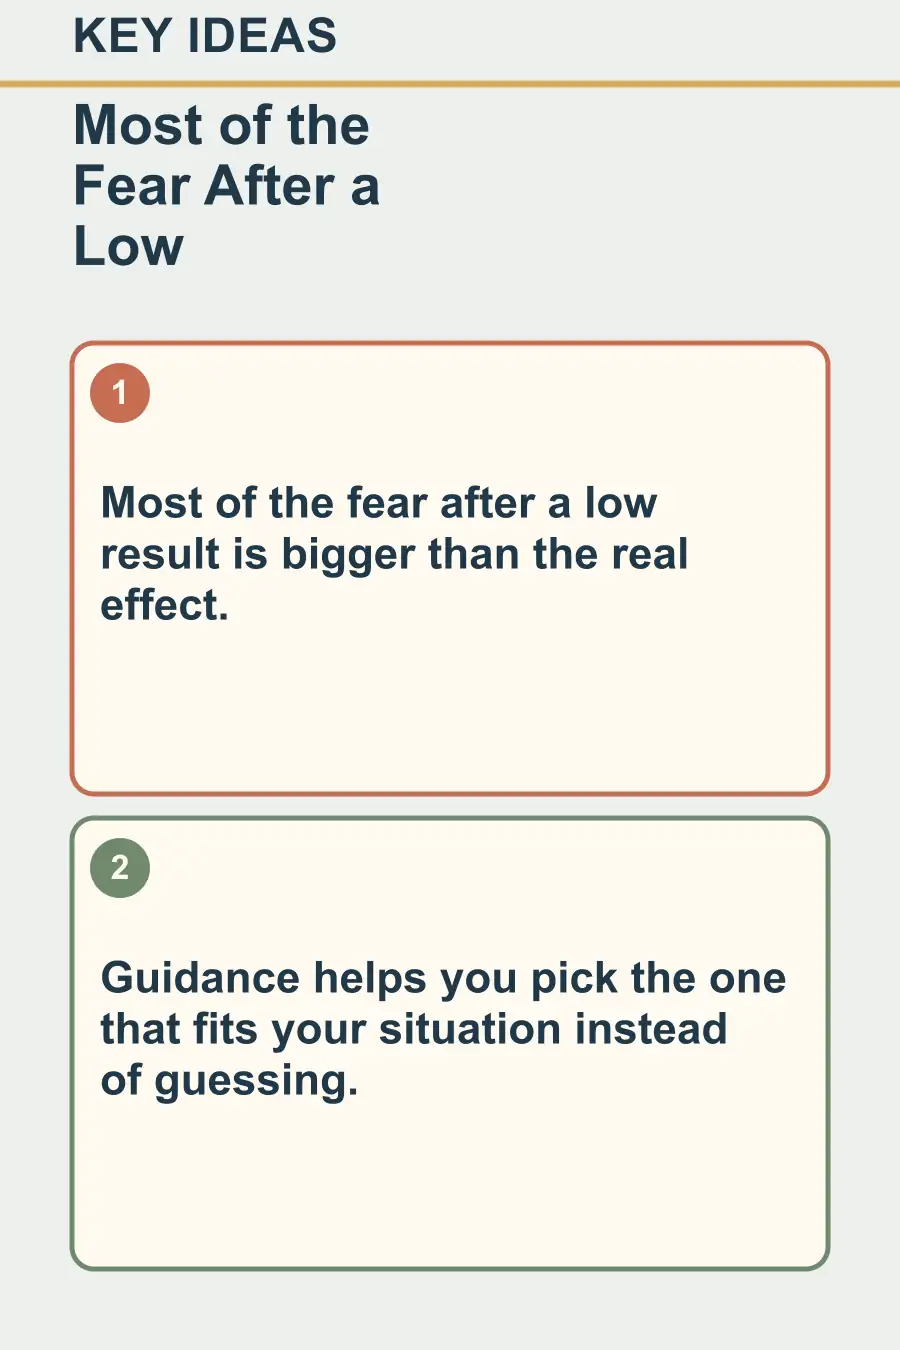 KEY IDEAS
Most of the
Fear After a
Low
1
Most of the fear after a low
result is bigger than the real
effect.
2
Guidance helps you pick the one
that fits your situation instead
of guessing.